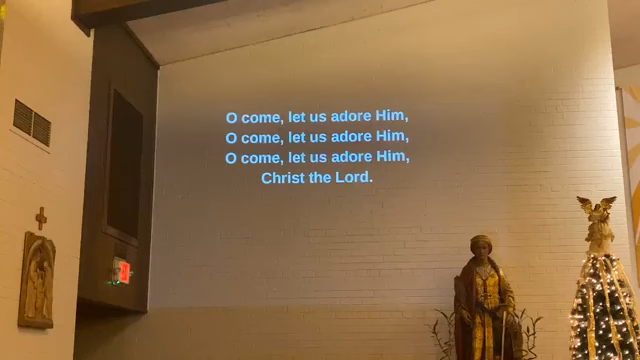 O come, let us adore Him,
O come, let us adore Him,
O come, let us adore Him,
Christ the Lord.